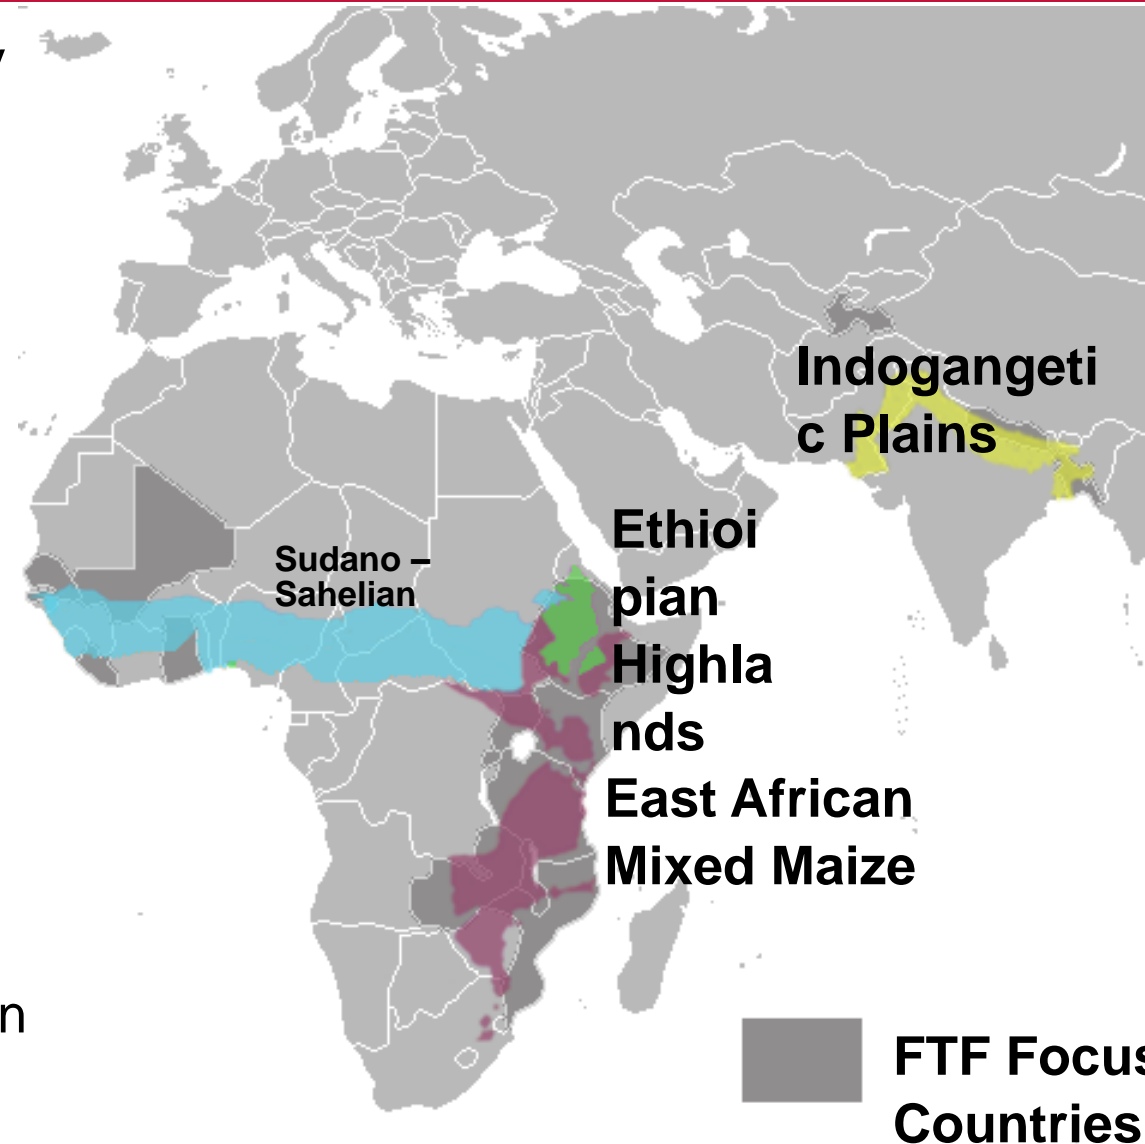 y
Indogangeti
c Plains
Sudano –
Sahelian
Ethioi
pian
Highla
nds
East African
Mixed Maize
n
FTF Focus
Countries